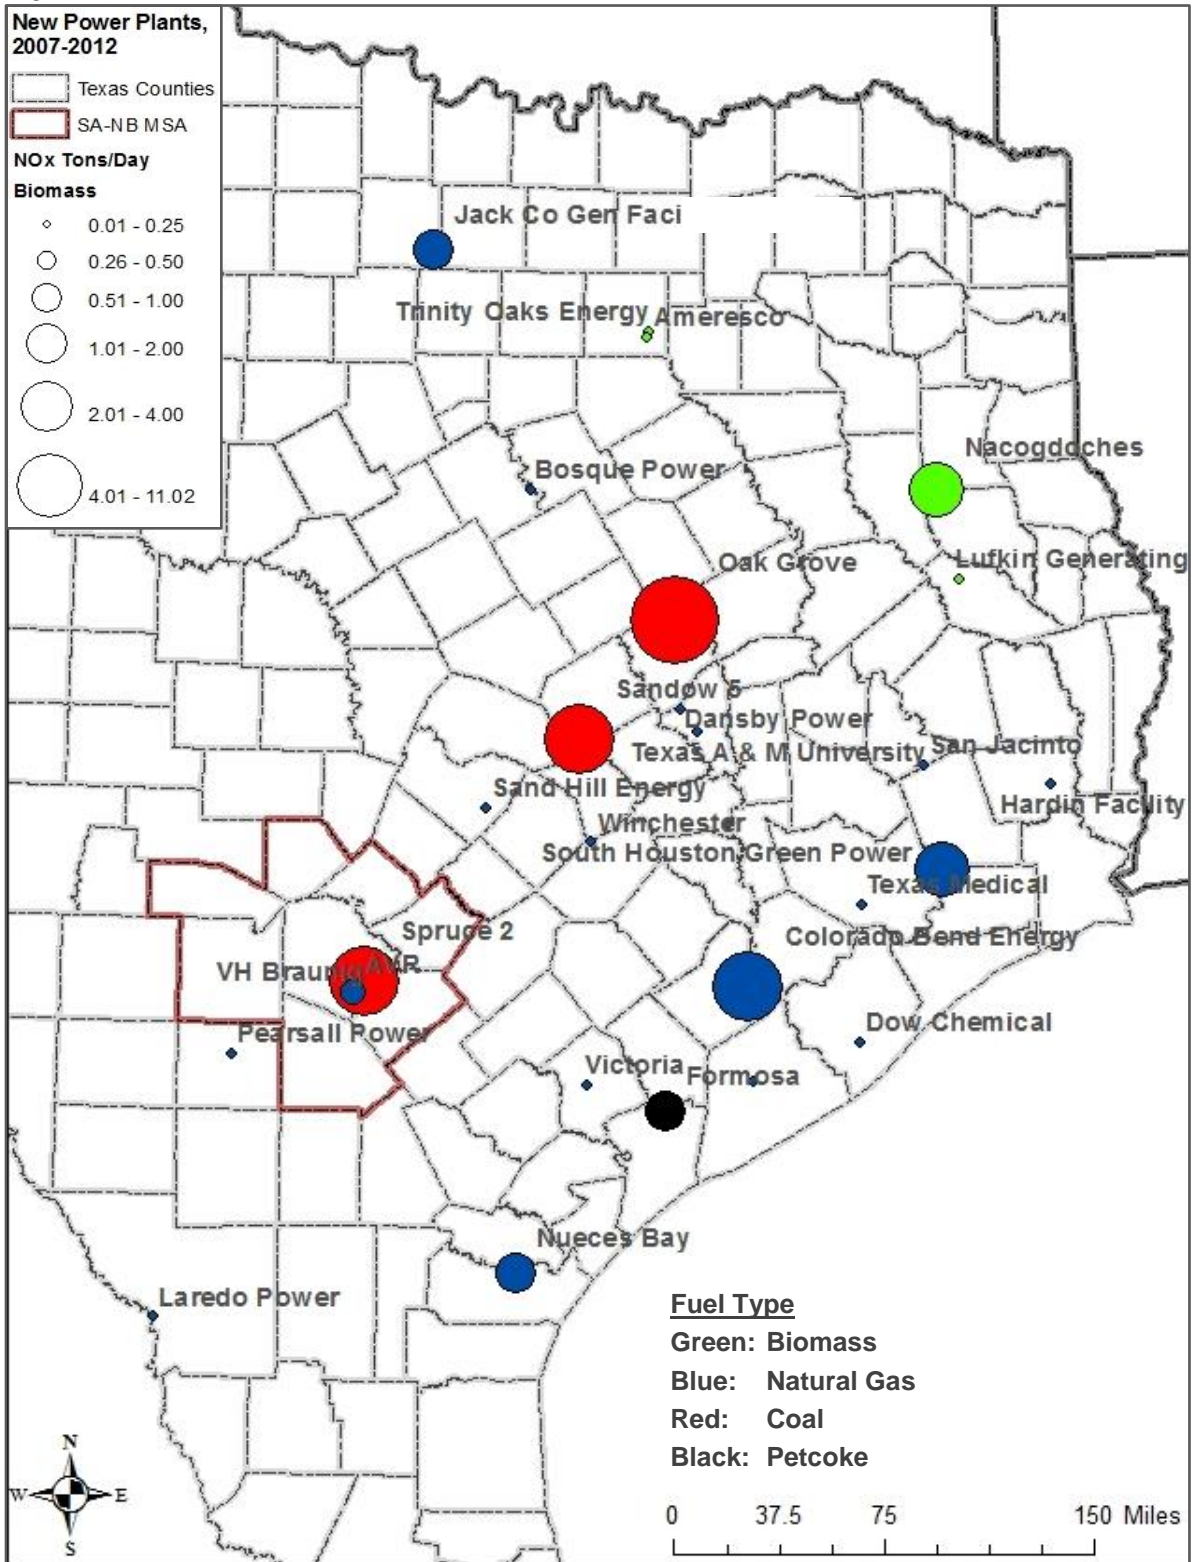 New Power Plants,
2007-2012
Texas Counties
SA-NB MSA
NOx Tons/Day
Biomass
0.01 - 0.25
0.26 - 0.50
0.51 - 1.00
1.01 - 2.00
2.01 - 4.00
4.01 - 11.02
Jack Co Gen Faci
Trinity Oaks Energy
Ameresco
Nacogdoches
Bosque Power
Oak Grove
Lufkin Generating
Sandow 5
Dansby Power
Texas A & M University
San Jacinto
Sand Hill Energy
Hardin Facility
Winchester
South Houston Green Power
Texas Medical
Spruce 2
Colorado Bend Energy
VH Braunig
AVR
Pearsall Power
Dow Chemical
Victoria
Formosa
Nueces Bay
Laredo Power
Fuel Type
Green: Biomass
Blue: Natural Gas
Red: Coal
Black: Petcoke
N
W
E
S
0 37.5 75 150 Miles